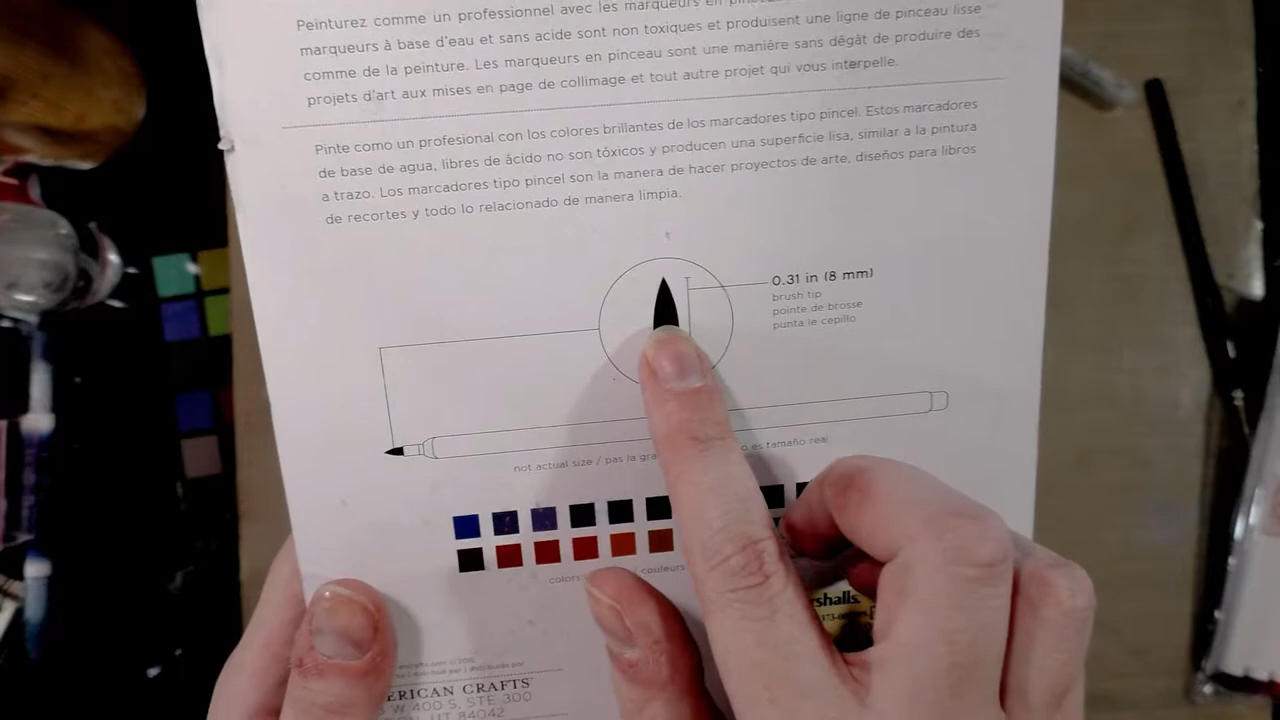 Peinturez comme un professionnel avec les marqueurs en
marqueurs à base d'eau et sans acide sont non toxiques et produisent une ligne de pinceau lisse
comme de la peinture. Les marqueurs en pinceau sont une manière sans dégât de produire des
projets d'art aux mises en page de collimage et tout autre projet qui vous interpelle.
Pinte como un profesional con los colores brillantes de los marcadores tipo pincel. Estos marcadores
de base de agua, libres de ácido no son tóxicos y producen una superficie lisa, similar a la pintura
a trazo. Los marcadores tipo pincel son la manera de hacer proyectos de arte, diseños para libros
de recortes y todo lo relacionado de manera limpia.
0.31 in (8 mm)
brush tip
pointe de brosse
punta le cepillo
not actual size / pas la gra
o es tamaño real
colors
/ couleurs
shalls.
ERICAN CRAFTS
W 400 S, STE 300
UT 84042